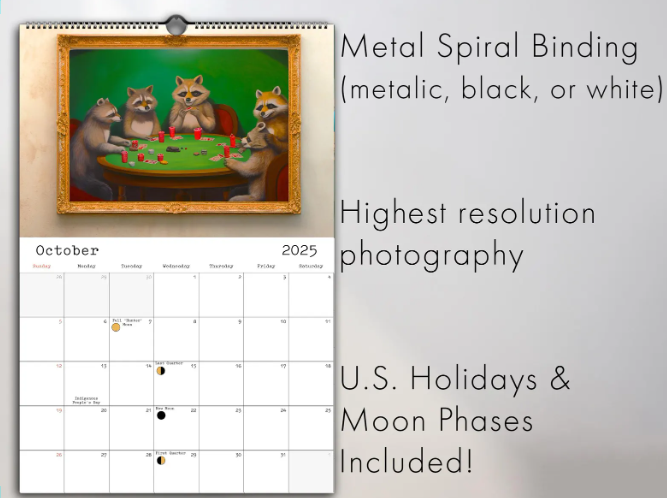 Metal Spiral Binding
(metalic, black, or white)
Highest resolution
photography
U.S. Holidays &
Moon Phases
Included!
October 2025
Sunday Monday Tuesday Wednesday Thursday Friday Saturday
28 29 30 1 2 3 4
5 6 Full "Hunter" 7 8 9 10 11
Moon
12 13 14 Last Quarter 15 16 17 18
Indigenous
People's Day
19 20 21 New Moon 22 23 24 25
26 27 28 First Quarter 29 30 31 1